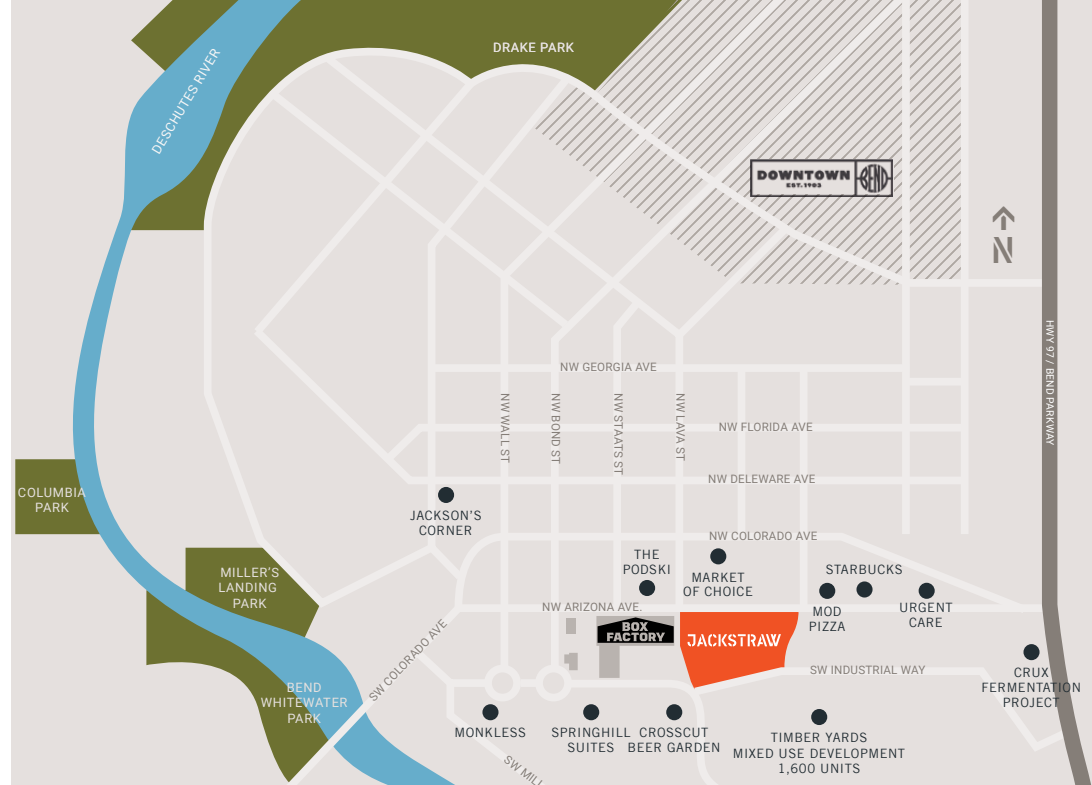 DRAKE PARK
DESCHUTES RIVER
DOWNTOWN
EST. 1903
BEND
N
HWY 97 / BEND PARKWAY
NW GEORGIA AVE
NW WALL ST
NW BOND ST
NW STAATS ST
NW LAVA ST
NW FLORIDA AVE
NW DELEWARE AVE
COLUMBIA
PARK
JACKSON'S
CORNER
NW COLORADO AVE
THE
PODSKI
MARKET
OF CHOICE
STARBUCKS
MOD
PIZZA
URGENT
CARE
MILLER'S
LANDING
PARK
NW ARIZONA AVE.
BOX
FACTORY
JACKSTRAW
SW COLORADO AVE
SW INDUSTRIAL WAY
CRUX
FERMENTATION
PROJECT
BEND
WHITEWATER
PARK
MONKLESS
SPRINGHILL
SUITES
CROSSCUT
BEER GARDEN
TIMBER YARDS
MIXED USE DEVELOPMENT
1,600 UNITS
SW MIL